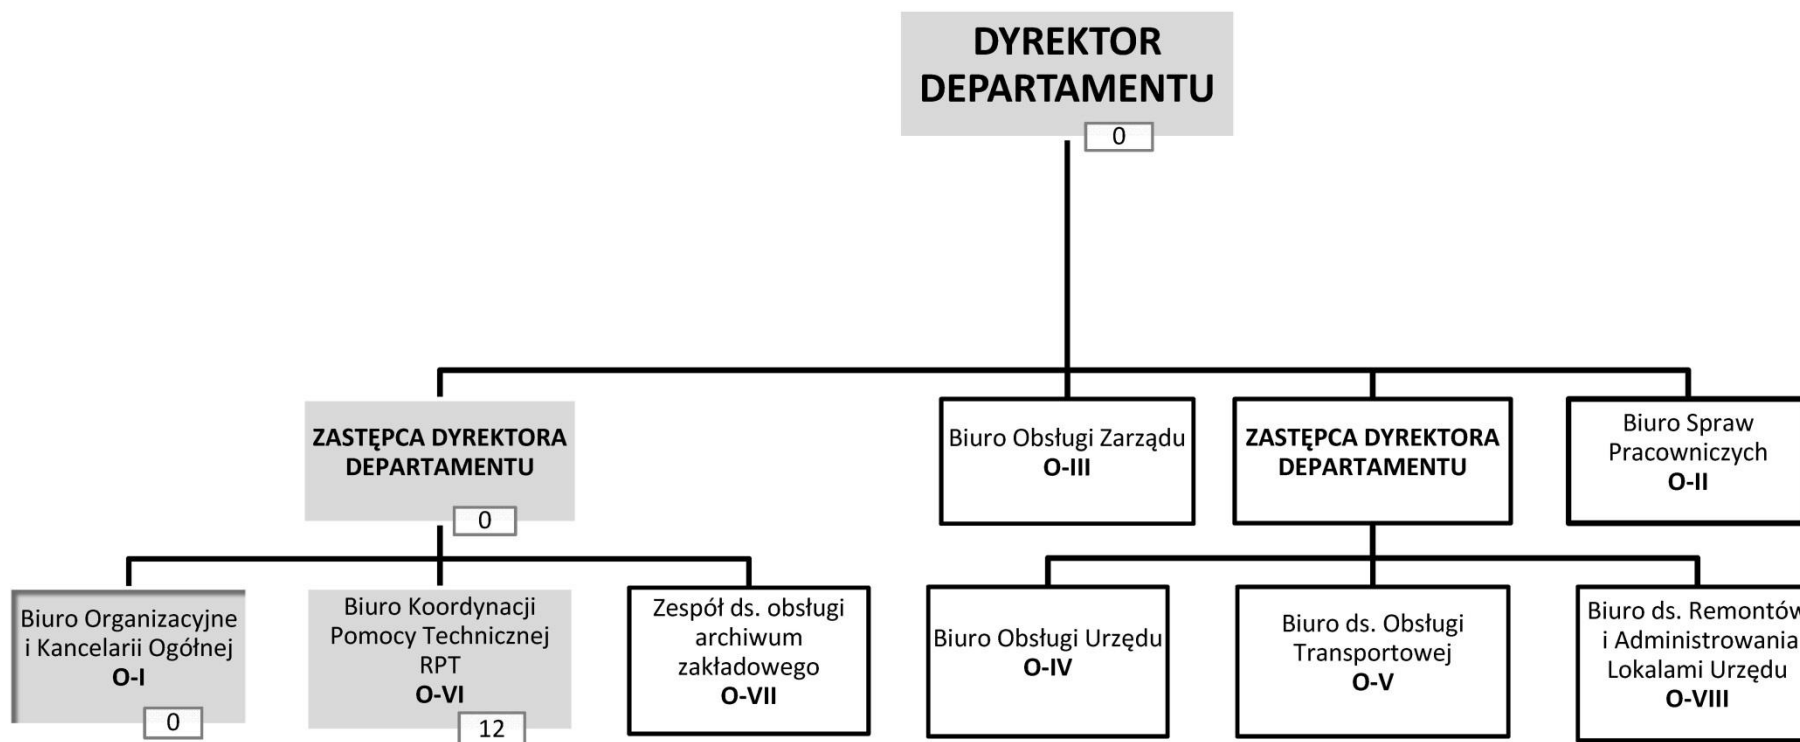 DYREKTOR
DEPARTAMENTU
0
ZASTĘPCA DYREKTORA
DEPARTAMENTU
0
Biuro Obsługi Zarządu
O-III
ZASTĘPCA DYREKTORA
DEPARTAMENTU
Biuro Spraw
Pracowniczych
O-II
Biuro Organizacyjne
i Kancelarii Ogólnej
O-I
0
Biuro Koordynacji
Pomocy Technicznej
RPT
O-VI
12
Zespół ds. obsługi
archiwum
zakładowego
O-VII
Biuro Obsługi Urzędu
O-IV
Biuro ds. Obsługi
Transportowej
O-V
Biuro ds. Remontów
i Administrowania
Lokalami Urzędu
O-VIII